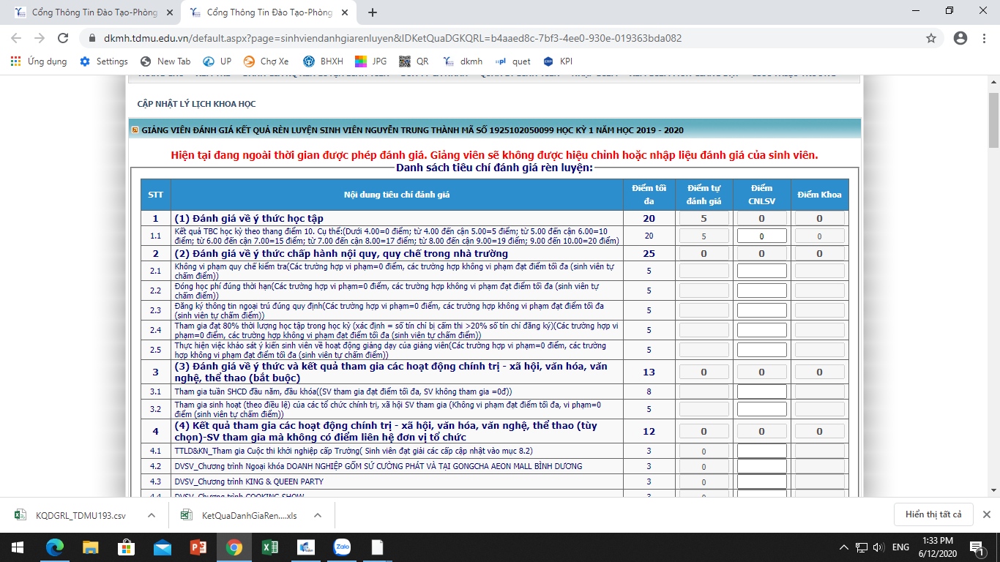 Cổng Thông Tin Đào Tạo-Phòng
Cổng Thông Tin Đào Tạo-Phòng
dkmh.tdmu.edu.vn/default.aspx?page=sinhviendanhgiarenluyen&IDKetQuaDGKQRL=b4aaed8c-7bf3-4ee0-930e-019363bda082
Ứng dụng Settings New Tab UP Chợ Xe BHXH JPG QR dkmh quet KPI
CẬP NHẬT LÝ LỊCH KHOA HỌC
GIẢNG VIÊN ĐÁNH GIÁ KẾT QUẢ RÈN LUYỆN SINH VIÊN NGUYỄN TRUNG THÀNH MÃ SỐ 1925102050099 HỌC KỲ 1 NĂM HỌC 2019 - 2020
Hiện tại đang ngoài thời gian được phép đánh giá. Giảng viên sẽ không được hiệu chỉnh hoặc nhập liệu đánh giá của sinh viên.
Danh sách tiêu chí đánh giá rèn luyện:
STT Nội dung tiêu chí đánh giá Điểm tối đa Điểm tự đánh giá Điểm CNLSV Điểm Khoa
1 (1) Đánh giá về ý thức học tập 20 5 0 0
1.1 Kết quả TBC học kỳ theo thang điểm 10. Cụ thể:(Dưới 4.00=0 điểm; từ 4.00 đến cận 5.00=5 điểm; từ 5.00 đến cận 6.00=10
điểm; từ 6.00 đến cận 7.00=15 điểm; từ 7.00 đến cận 8.00=17 điểm; từ 8.00 đến cận 9.00=19 điểm; 9.00 đến 10.00=20 điểm) 20 5 0 0
2 (2) Đánh giá về ý thức chấp hành nội quy, quy chế trong nhà trường 25 0 0 0
2.1 Không vi phạm quy chế kiểm tra(Các trường hợp vi phạm=0 điểm, các trường hợp không vi phạm đạt điểm tối đa (sinh viên tự
chấm điểm)) 5
2.2 Đóng học phí đúng thời hạn(Các trường hợp vi phạm=0 điểm, các trường hợp không vi phạm đạt điểm tối đa (sinh viên tự
chấm điểm)) 5
2.3 Đăng ký thông tin ngoại trú đúng quy định(Các trường hợp vi phạm=0 điểm, các trường hợp không vi phạm đạt điểm tối đa
(sinh viên tự chấm điểm)) 5
2.4 Tham gia đạt 80% thời lượng học tập trong học kỳ (xác định = số tín chỉ bị cấm thi >20% số tín chỉ đăng ký)(Các trường hợp vi
phạm=0 điểm, các trường hợp không vi phạm đạt điểm tối đa (sinh viên tự chấm điểm)) 5
2.5 Thực hiện việc khảo sát ý kiến sinh viên về hoạt động giảng dạy của giảng viên(Các trường hợp vi phạm=0 điểm, các trường
hợp không vi phạm đạt điểm tối đa (sinh viên tự chấm điểm)) 5
3 (3) Đánh giá về ý thức và kết quả tham gia các hoạt động chính trị - xã hội, văn hóa, văn
nghệ, thể thao (bắt buộc) 13 0 0 0
3.1 Tham gia tuần SHCD đầu năm, đầu khóa((SV tham gia đạt điểm tối đa, SV không tham gia =0đ)) 8
3.2 Tham gia sinh hoạt (theo điều lệ) của các tổ chức chính trị, xã hội SV tham gia (Không vi phạm đạt điểm tối đa, vi phạm=0
điểm (sinh viên tự chấm điểm)) 5
4 (4) Kết quả tham gia các hoạt động chính trị - xã hội, văn hóa, văn nghệ, thể thao (tùy
chọn)-SV tham gia mà không có điểm liên hệ đơn vị tổ chức 12 0 0 0
4.1 TTLD&KN_Tham gia Cuộc thi khởi nghiệp cấp Trường( Sinh viên đạt giải các cấp cập nhật vào mục 8.2) 3 0
4.2 DVSV_Chương trình Ngoại khóa DOANH NGHIỆP GỐM SỨ CƯỜNG PHÁT VÀ TẠI GONGCHA AEON MALL BÌNH DƯƠNG 3 0
4.3 DVSV_Chương trình KING & QUEEN PARTY 3 0
4.4 DVSV_Chương trình COOKING SHOW 3 0
KQDGRL_TDMU193.csv KetQuaDanhGiaRen....xls Hiển thị tất cả
Zalo ENG 1:33 PM
6/12/2020 1